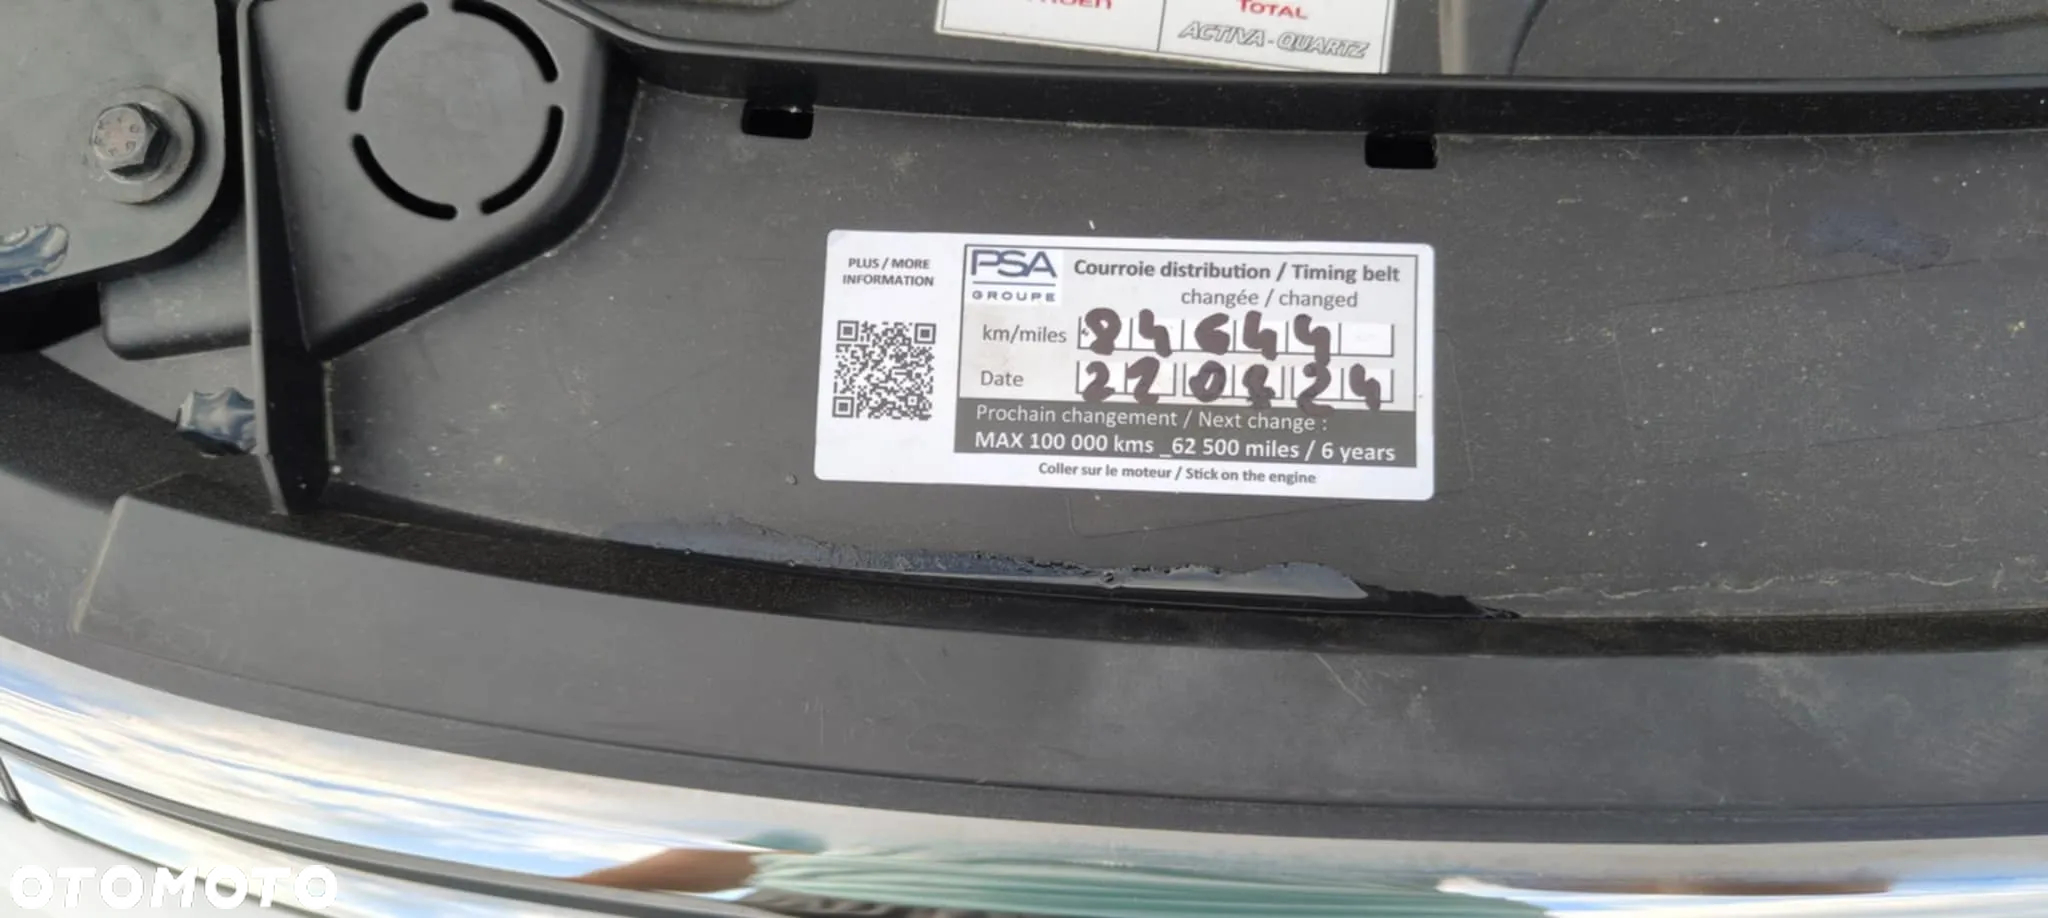 TOTAL
ACTIVA-QUARTZ
PLUS / MORE
INFORMATION
PSA
GROUPE
Courroie distribution / Timing belt
changée / changed
km/miles 84644
Date
Prochain changement / Next change :
MAX 100 000 kms _62 500 miles / 6 years
Coller sur le moteur / Stick on the engine
OTOMOTO